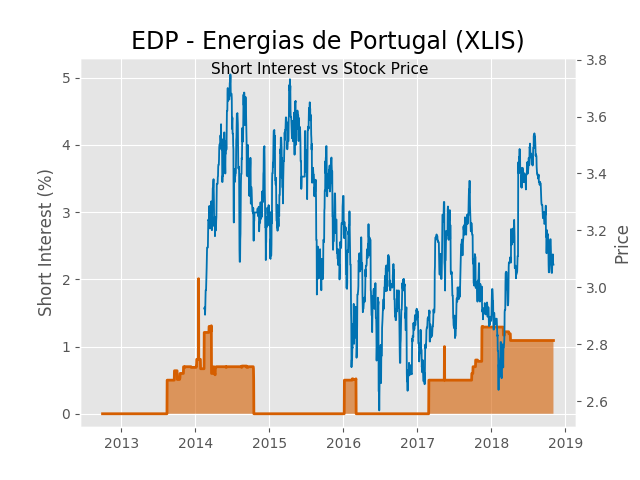 EDP - Energias de Portugal (XLIS)
Short Interest vs Stock Price
Short Interest (%)
5
4
3
2
1
0
3.8
3.6
3.4
3.2
3.0
2.8
2.6
Price
2013 2014 2015 2016 2017 2018 2019